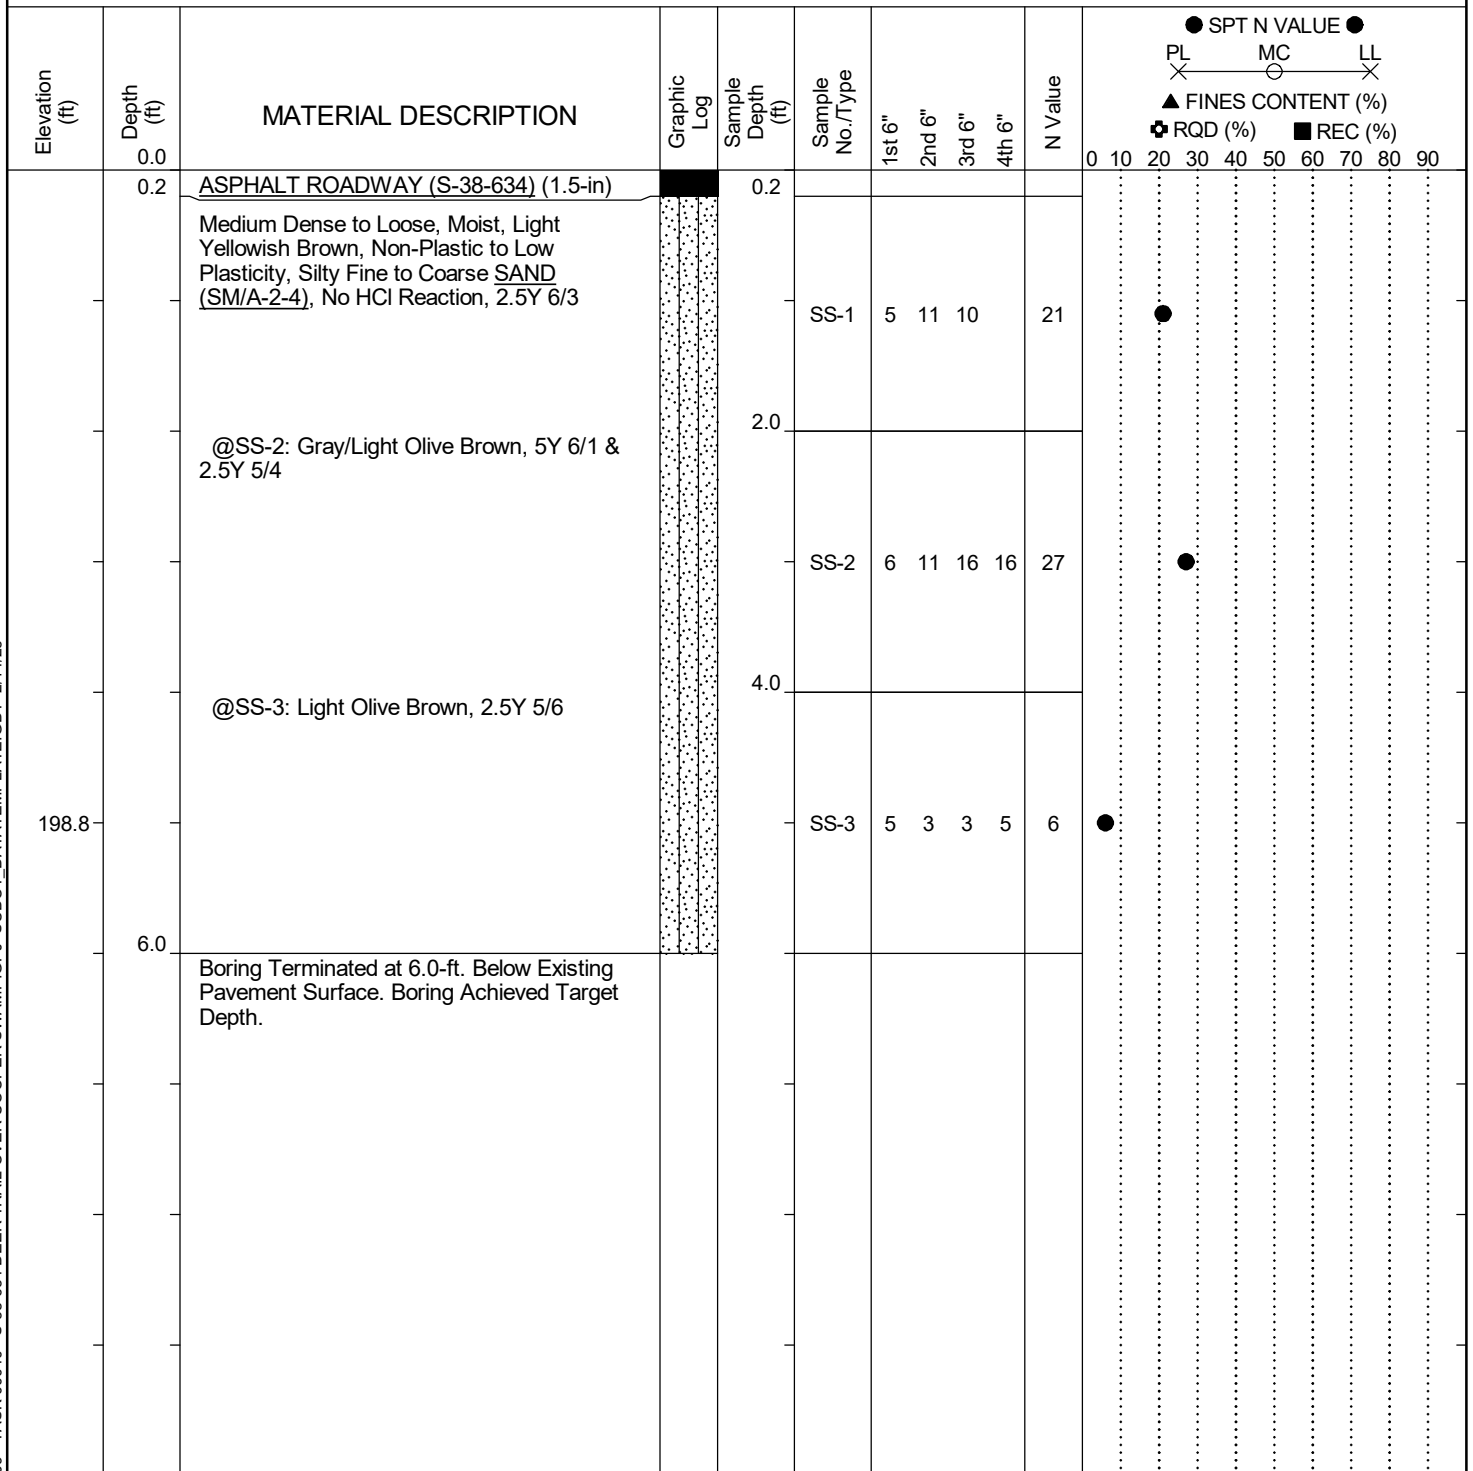 Elevation (ft)
Depth (ft)
MATERIAL DESCRIPTION
Graphic Log
Sample Depth (ft)
Sample No./Type
1st 6"
2nd 6"
3rd 6"
4th 6"
N Value
SPT N VALUE
PL MC LL
FINES CONTENT (%)
RQD (%) REC (%)
0.0
0 10 20 30 40 50 60 70 80 90
0.2 ASPHALT ROADWAY (S-38-634) (1.5-in) 0.2
Medium Dense to Loose, Moist, Light
Yellowish Brown, Non-Plastic to Low
Plasticity, Silty Fine to Coarse SAND
(SM/A-2-4), No HCl Reaction, 2.5Y 6/3
SS-1 5 11 10 21
2.0
@SS-2: Gray/Light Olive Brown, 5Y 6/1 &
2.5Y 5/4
SS-2 6 11 16 16 27
4.0
@SS-3: Light Olive Brown, 2.5Y 5/6
198.8 SS-3 5 3 3 5 6
6.0
Boring Terminated at 6.0-ft. Below Existing
Pavement Surface. Boring Achieved Target
Depth.